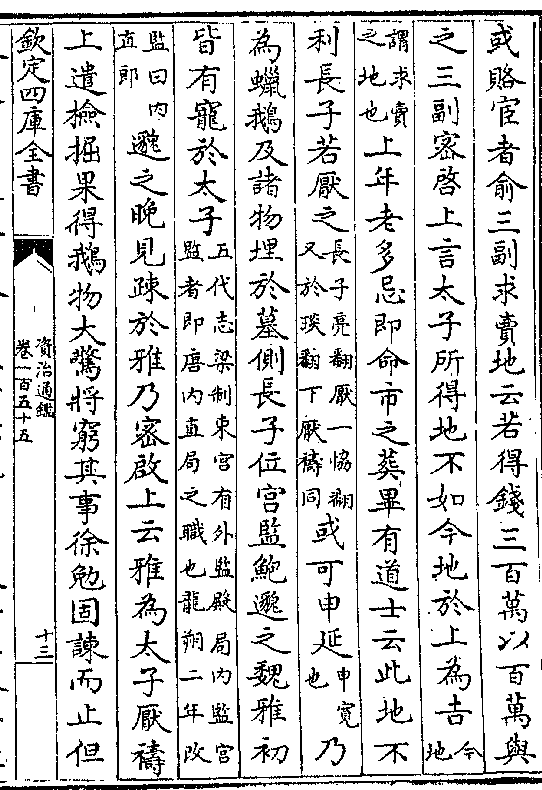 或賂宦者俞三副求賣地云若得錢三百萬以百萬與
之三副密啓上言太子所得地不如今地於上為吉今地
謂求賣之地也上年老多忌即命市之葬畢有道士云此地不
利長子若厭之長子亮翻厭一恊翻又於琰翻下厭禱同或可申延申寛也乃
為蠟鵝及諸物埋於墓側長子位宫監鮑邈之魏雅初
皆有寵於太子五代志梁制東宫有外監殿局内監宫監者即唐内直局之職也龍朔二年改
監曰内直郎邈之晚見疎於雅乃密啟上云雅為太子厭禱
上遣檢掘果得鵝物大驚將窮其事徐勉固諫而止但
欽定四庫全書
資治通鑑
卷一百五十五
十三